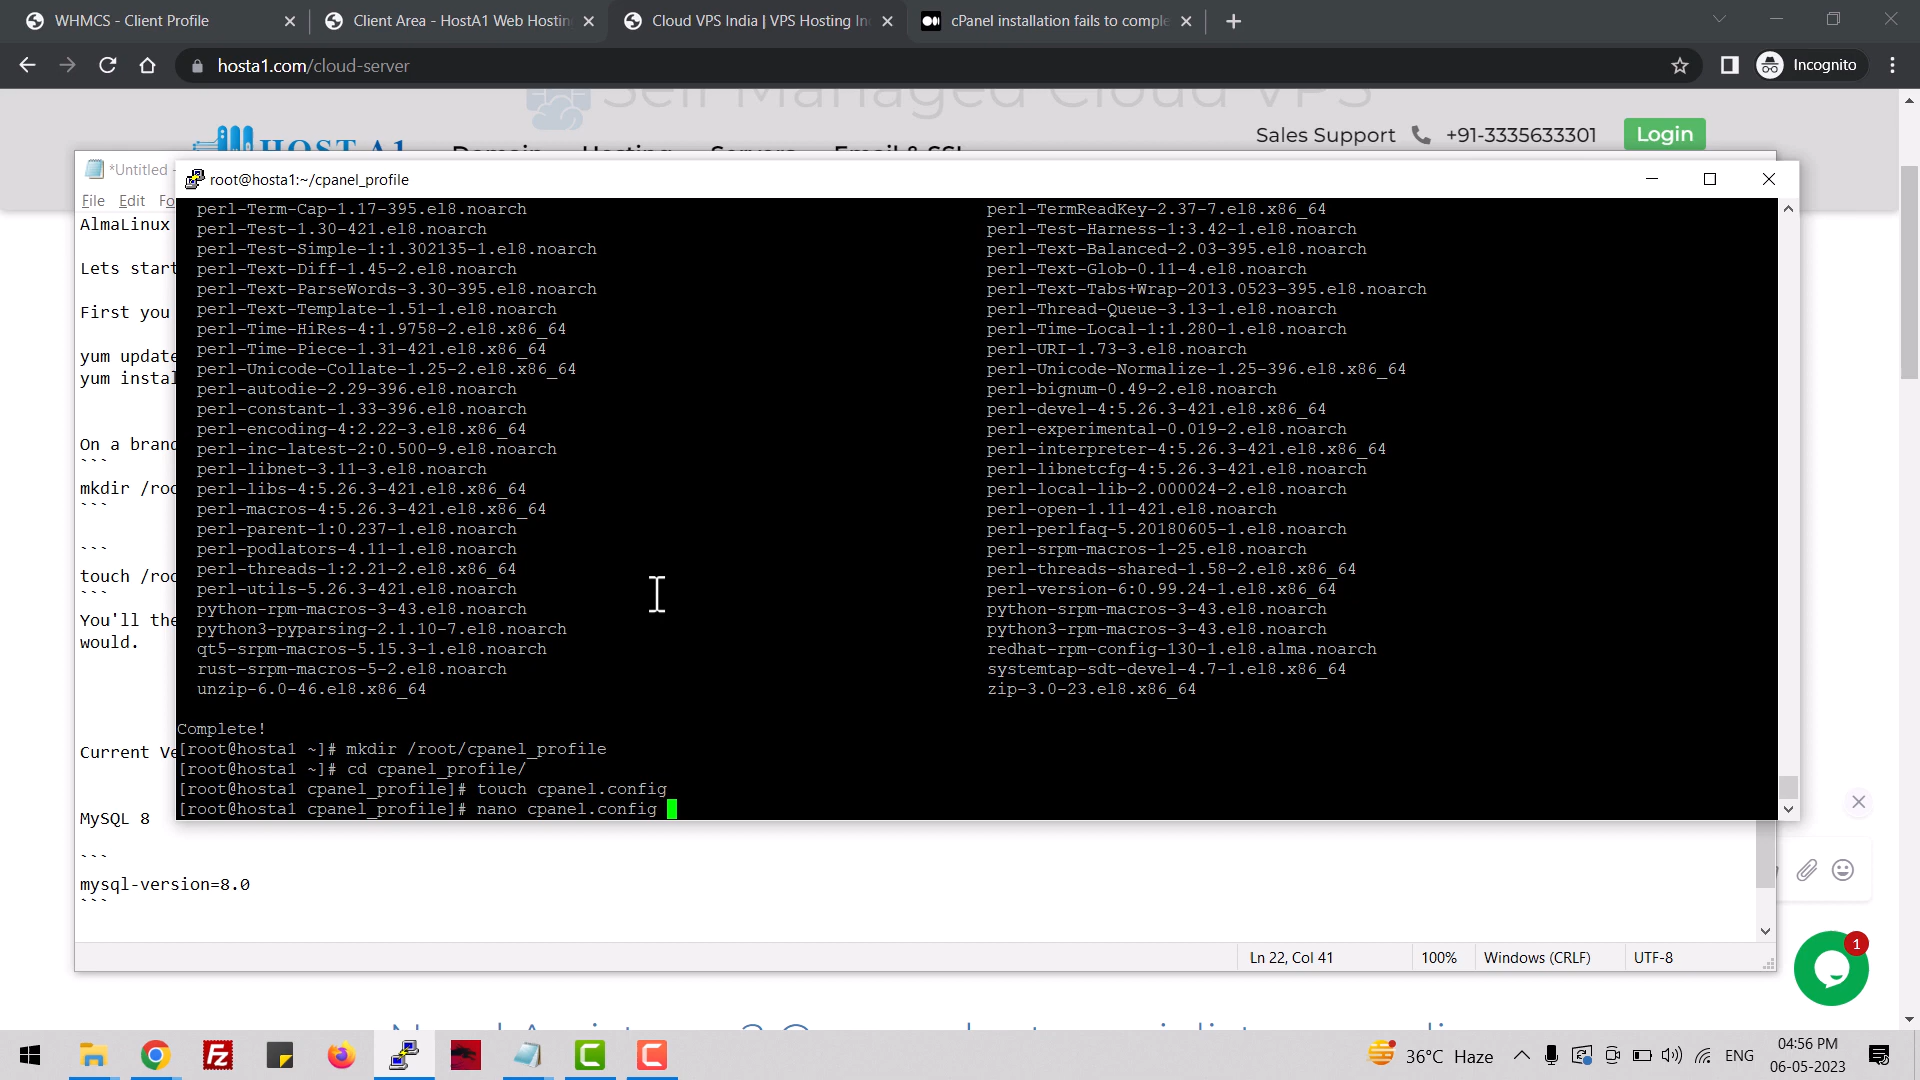 WHMCS - Client Profile
Client Area - HostA1 Web Hostin
Cloud VPS India | VPS Hosting In
cPanel installation fails to comple
hosta1.com/cloud-server
Incognito
Self Managed Cloud VPS
HOST A1
Domain
Hosting
Servers
Email & SSL
Sales Support
+91-3335633301
Login
*Untitled -
File Edit Fo
AlmaLinux
Lets start
First you
yum update
yum instal
On a brand
```
mkdir /roo
```
```
touch /roo
```
You'll the
would.
Current Ve
MySQL 8
```
mysql-version=8.0
```
root@hosta1:~/cpanel_profile
perl-Term-Cap-1.17-395.el8.noarch perl-TermReadKey-2.37-7.el8.x86_64
perl-Test-1.30-421.el8.noarch perl-Test-Harness-1:3.42-1.el8.noarch
perl-Test-Simple-1:1.302135-1.el8.noarch perl-Text-Balanced-2.03-395.el8.noarch
perl-Text-Diff-1.45-2.el8.noarch perl-Text-Glob-0.11-4.el8.noarch
perl-Text-ParseWords-3.30-395.el8.noarch perl-Text-Tabs+Wrap-2013.0523-395.el8.noarch
perl-Text-Template-1.51-1.el8.noarch perl-Thread-Queue-3.13-1.el8.noarch
perl-Time-HiRes-4:1.9758-2.el8.x86_64 perl-Time-Local-1:1.280-1.el8.noarch
perl-Time-Piece-1.31-421.el8.x86_64 perl-URI-1.73-3.el8.noarch
perl-Unicode-Collate-1.25-2.el8.x86_64 perl-Unicode-Normalize-1.25-396.el8.x86_64
perl-autodie-2.29-396.el8.noarch perl-bignum-0.49-2.el8.noarch
perl-constant-1.33-396.el8.noarch perl-devel-4:5.26.3-421.el8.x86_64
perl-encoding-4:2.22-3.el8.x86_64 perl-experimental-0.019-2.el8.noarch
perl-inc-latest-2:0.500-9.el8.noarch perl-interpreter-4:5.26.3-421.el8.x86_64
perl-libnet-3.11-3.el8.noarch perl-libnetcfg-4:5.26.3-421.el8.noarch
perl-libs-4:5.26.3-421.el8.x86_64 perl-local-lib-2.000024-2.el8.noarch
perl-macros-4:5.26.3-421.el8.x86_64 perl-open-1.11-421.el8.noarch
perl-parent-1:0.237-1.el8.noarch perl-perlfaq-5.20180605-1.el8.noarch
perl-podlators-4.11-1.el8.noarch perl-srpm-macros-1-25.el8.noarch
perl-threads-1:2.21-2.el8.x86_64 perl-threads-shared-1.58-2.el8.x86_64
perl-utils-5.26.3-421.el8.noarch perl-version-6:0.99.24-1.el8.x86_64
python-rpm-macros-3-43.el8.noarch python-srpm-macros-3-43.el8.noarch
python3-pyparsing-2.1.10-7.el8.noarch python3-rpm-macros-3-43.el8.noarch
qt5-srpm-macros-5.15.3-1.el8.noarch redhat-rpm-config-130-1.el8.alma.noarch
rust-srpm-macros-5-2.el8.noarch systemtap-sdt-devel-4.7-1.el8.x86_64
unzip-6.0-46.el8.x86_64 zip-3.0-23.el8.x86_64
Complete!
[root@hosta1 ~]# mkdir /root/cpanel_profile
[root@hosta1 ~]# cd cpanel_profile/
[root@hosta1 cpanel_profile]# touch cpanel.config
[root@hosta1 cpanel_profile]# nano cpanel.config
Ln 22, Col 41 100% Windows (CRLF) UTF-8
1
36°C Haze
ENG
04:56 PM
06-05-2023